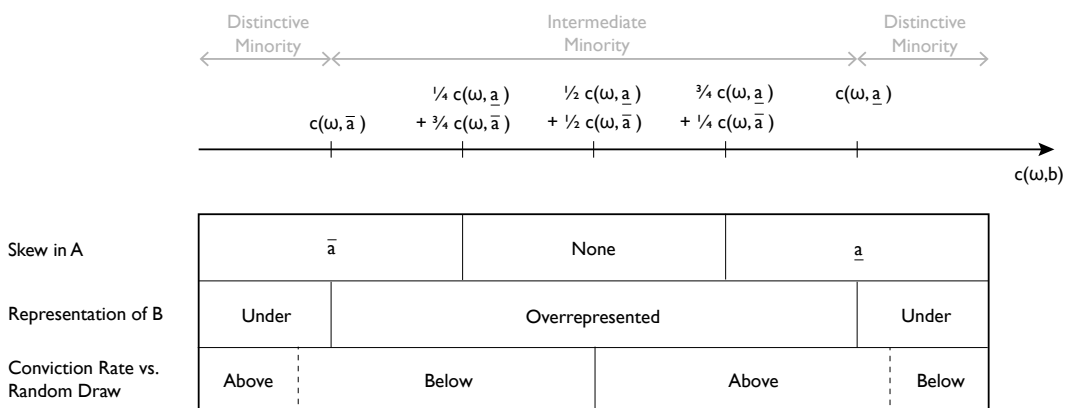 Distinctive Intermediate Distinctive
Minority Minority Minority
¼ c(ω, a̲ ) ½ c(ω, a̲ ) ¾ c(ω, a̲ ) c(ω, a̲ )
c(ω, a̅ ) + ¾ c(ω, a̅ ) + ½ c(ω, a̅ ) + ¼ c(ω, a̅ )
c(ω,b)
Skew in A a̅ None a̲
Representation of B Under Overrepresented Under
Conviction Rate vs.
Random Draw Above Below Above Below